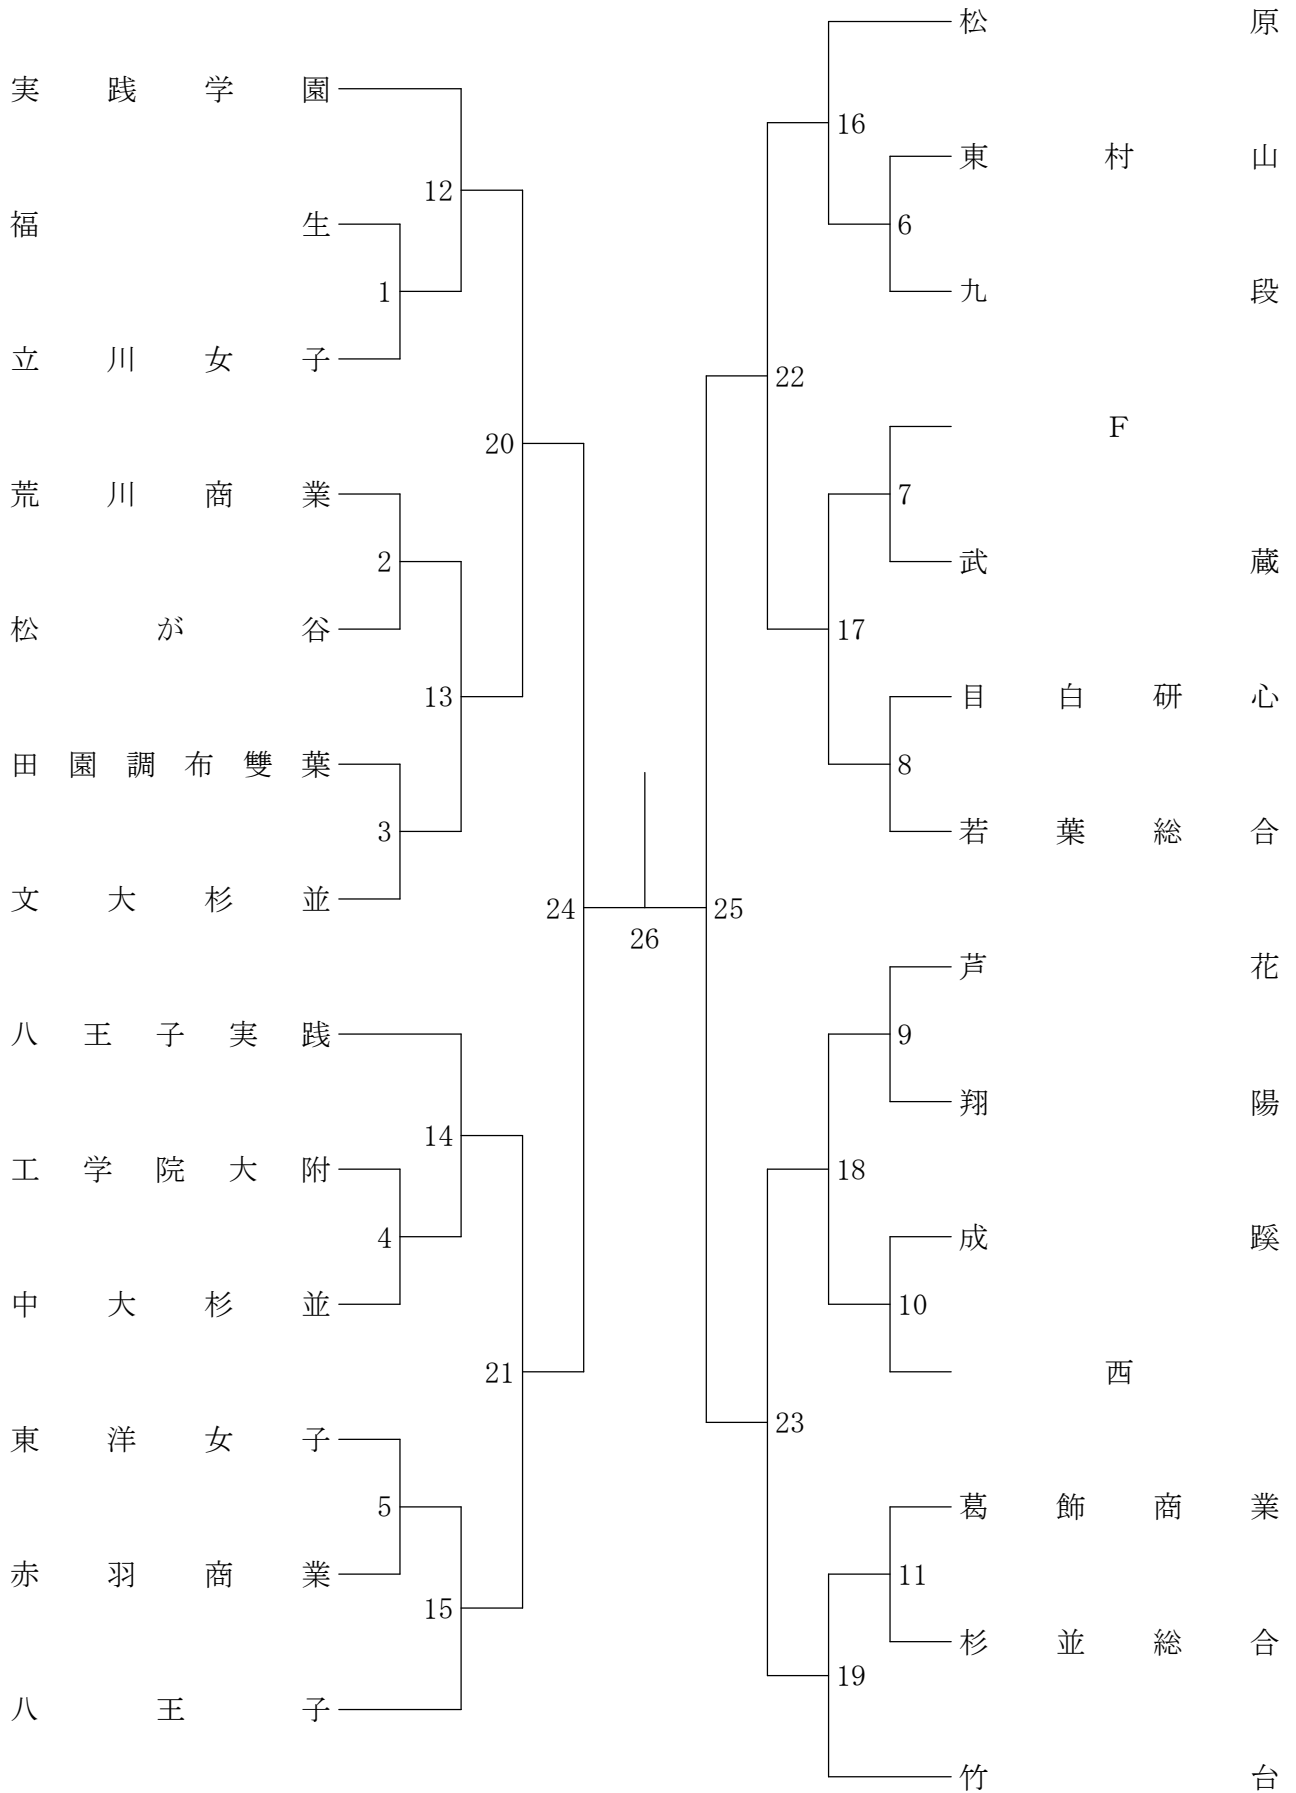 実践学園
12
福生
1
立川女子
20
荒川商業
2
松が谷
13
田園調布雙葉
3
文大杉並
24
八王子実践
14
工学院大附
4
中大杉並
21
東洋女子
5
赤羽商業
15
八王子
26
松原
16
東村山
6
九段
22
F
7
武蔵
17
目白研心
8
若葉総合
25
芦花
9
翔陽
18
成蹊
10
西
23
葛飾商業
11
杉並総合
19
竹台